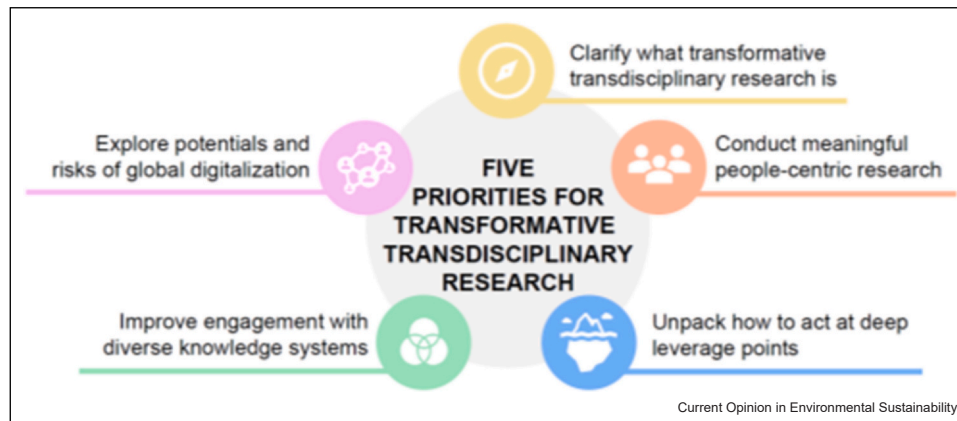 Clarify what transformative
transdisciplinary research is
Explore potentials and
risks of global digitalization
Conduct meaningful
people-centric research
FIVE
PRIORITIES FOR
TRANSFORMATIVE
TRANSDISCIPLINARY
RESEARCH
Improve engagement with
diverse knowledge systems
Unpack how to act at deep
leverage points
Current Opinion in Environmental Sustainability